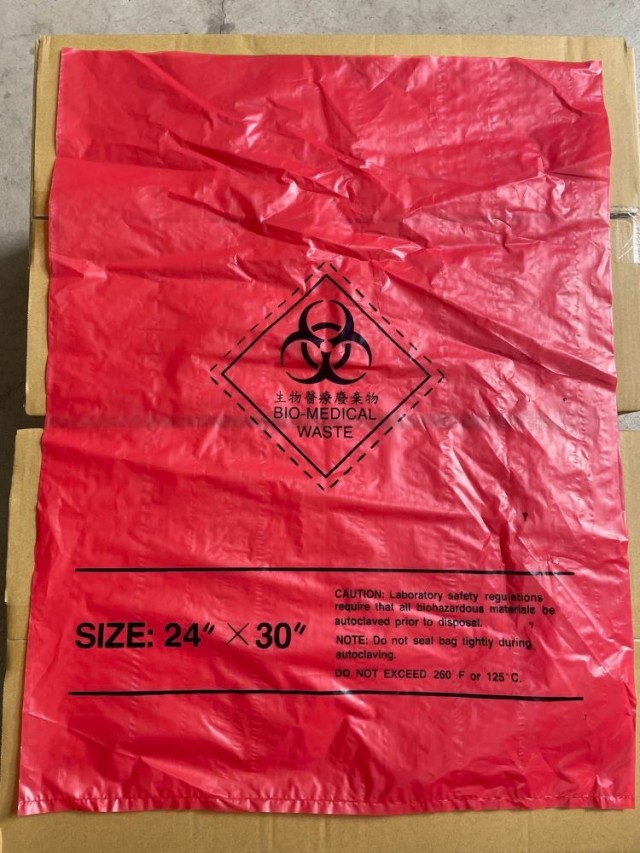 生物醫療廢棄物
BIO-MEDICAL
WASTE
SIZE: 24" × 30"
CAUTION: Laboratory safety regulations
require that all biohazardous materials be
autoclaved prior to disposal.
NOTE: Do not seal bag tightly during
autoclaving.
DO NOT EXCEED 260 F or 125°C.